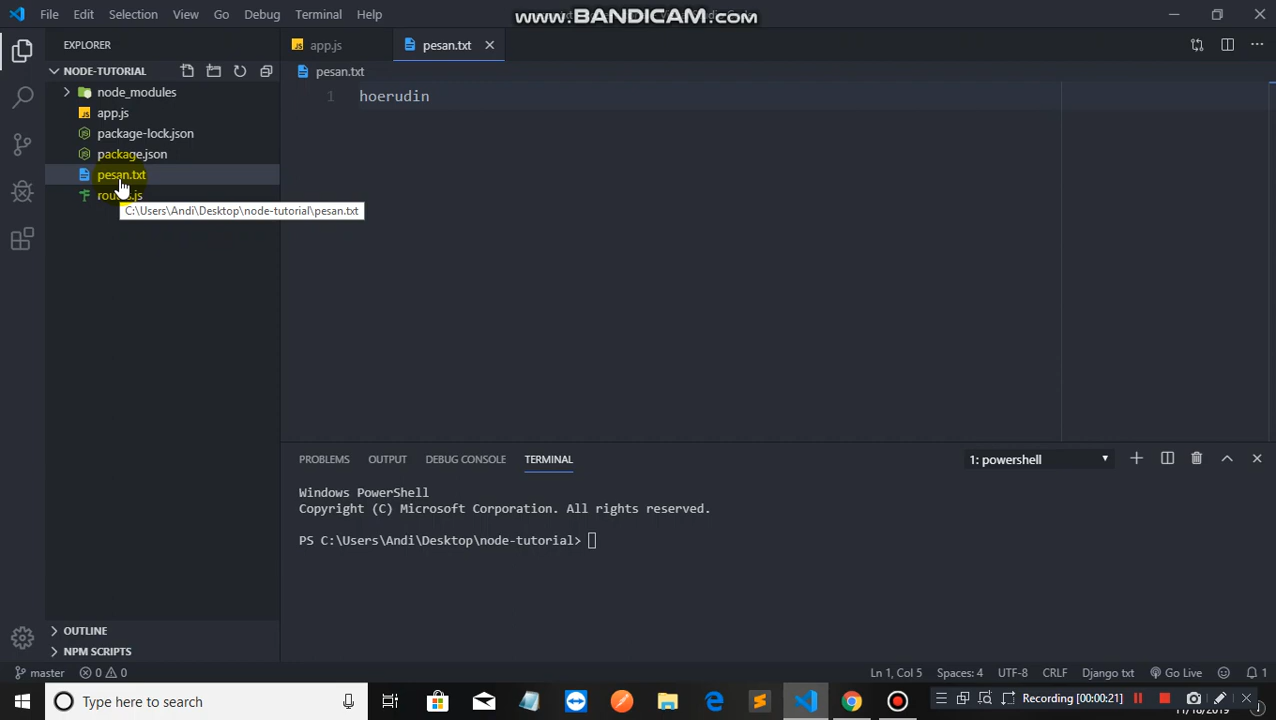 File Edit Selection View Go Debug Terminal Help
www.BANDICAM.com
EXPLORER
NODE-TUTORIAL
node_modules
app.js
package-lock.json
package.json
pesan.txt
C:\Users\Andi\Desktop\node-tutorial\pesan.txt
OUTLINE
NPM SCRIPTS
app.js pesan.txt
pesan.txt
1 hoerudin
PROBLEMS OUTPUT DEBUG CONSOLE TERMINAL
1: powershell
Windows PowerShell
Copyright (C) Microsoft Corporation. All rights reserved.
PS C:\Users\Andi\Desktop\node-tutorial>
master 0 0
Ln 1, Col 5 Spaces: 4 UTF-8 CRLF Django txt Go Live 1
Type here to search
Recording [00:00:21]